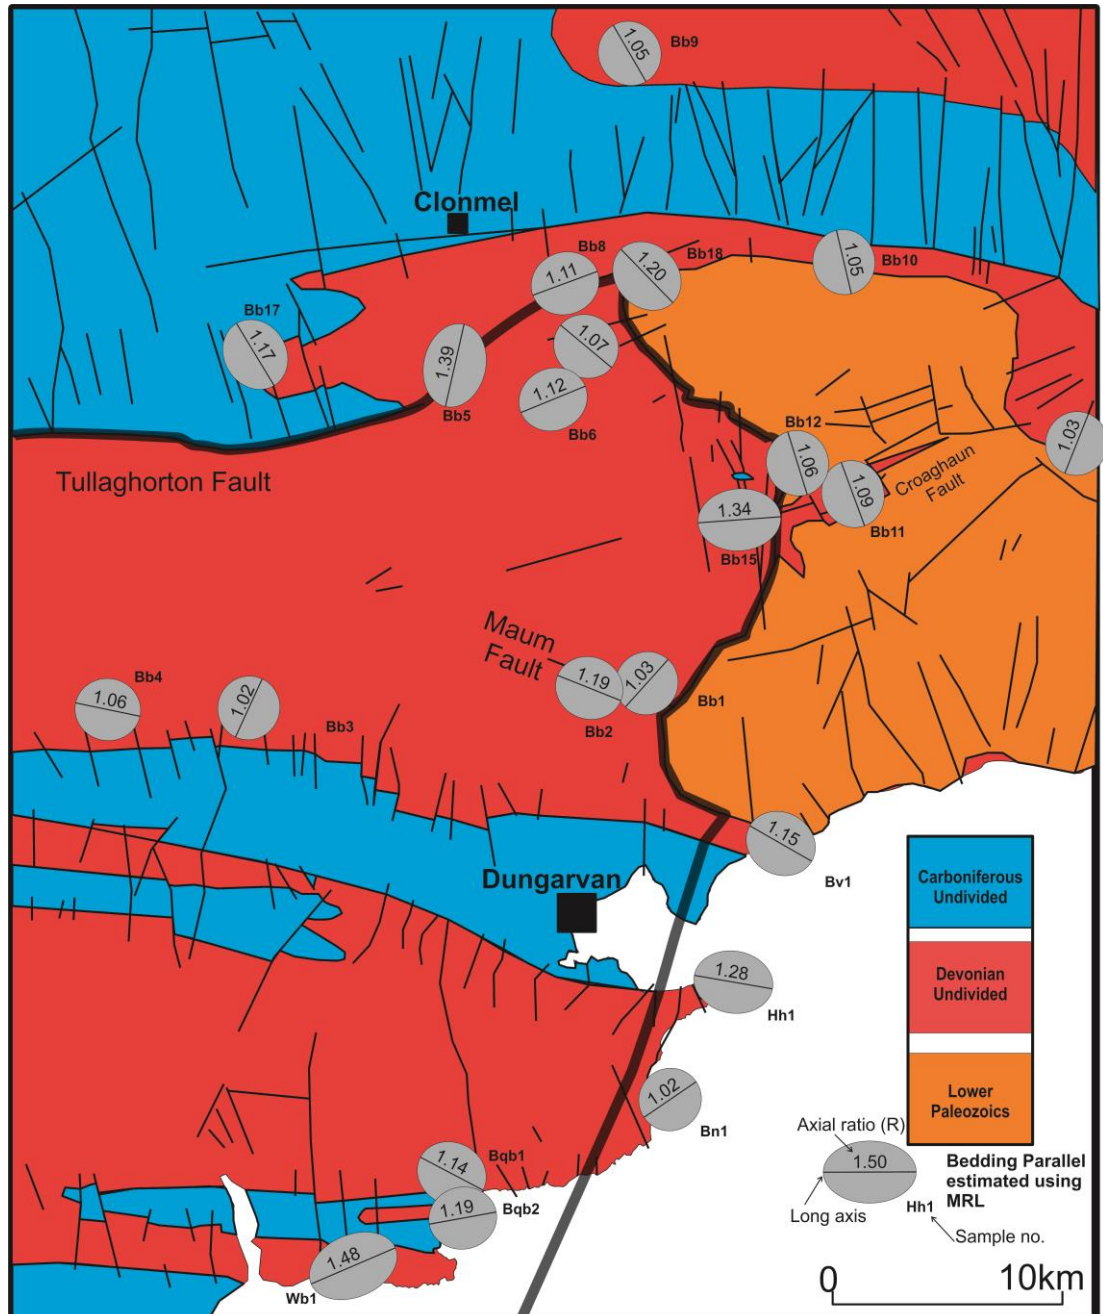 1.05
Bb9
Clonmel
Bb8
1.11
1.20
Bb18
1.05
Bb10
Bb17
1.17
1.39
Bb5
1.07
1.12
Bb6
Bb12
1.06
1.03
Tullaghorton Fault
1.09
Croaghaun
Fault
Bb11
1.34
Bb15
Maum
Fault
1.19
1.03
Bb1
Bb2
Bb4
1.06
1.02
Bb3
1.15
Bv1
Dungarvan
1.28
Hh1
1.02
Bn1
Bqb1
1.14
Bqb2
1.19
1.48
Wb1
Carboniferous
Undivided
Devonian
Undivided
Lower
Paleozoics
Axial ratio (R)
1.50
Long axis
Bedding Parallel
estimated using
MRL
Hh1
Sample no.
0 10km